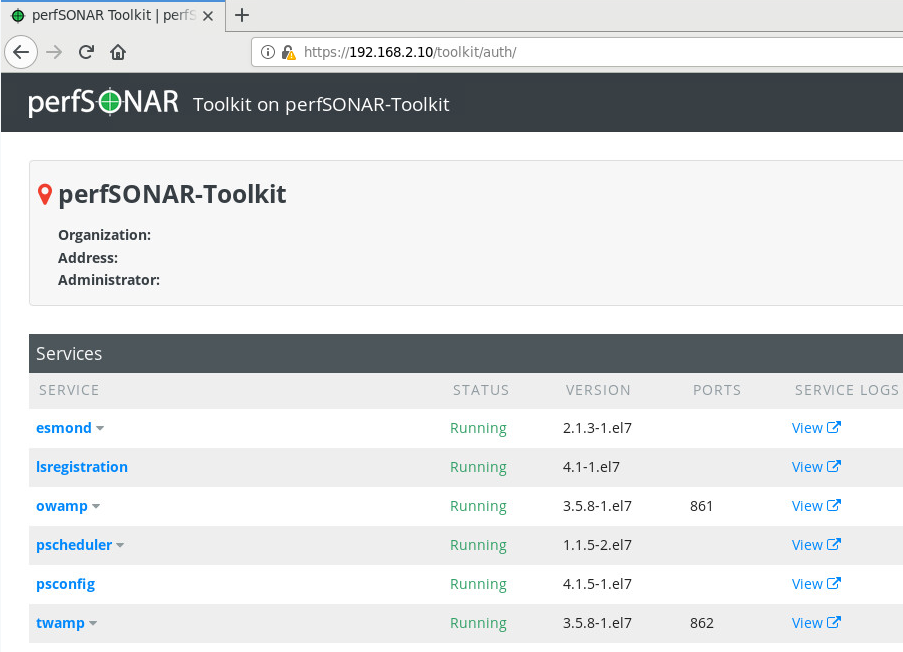 perfSONAR Toolkit | perfS
https://192.168.2.10/toolkit/auth/
perfSONAR Toolkit on perfSONAR-Toolkit
perfSONAR-Toolkit
Organization:
Address:
Administrator:
Services
SERVICE STATUS VERSION PORTS SERVICE LOGS
esmond Running 2.1.3-1.el7 View
lsregistration Running 4.1-1.el7 View
owamp Running 3.5.8-1.el7 861 View
pscheduler Running 1.1.5-2.el7 View
psconfig Running 4.1.5-1.el7 View
twamp Running 3.5.8-1.el7 862 View